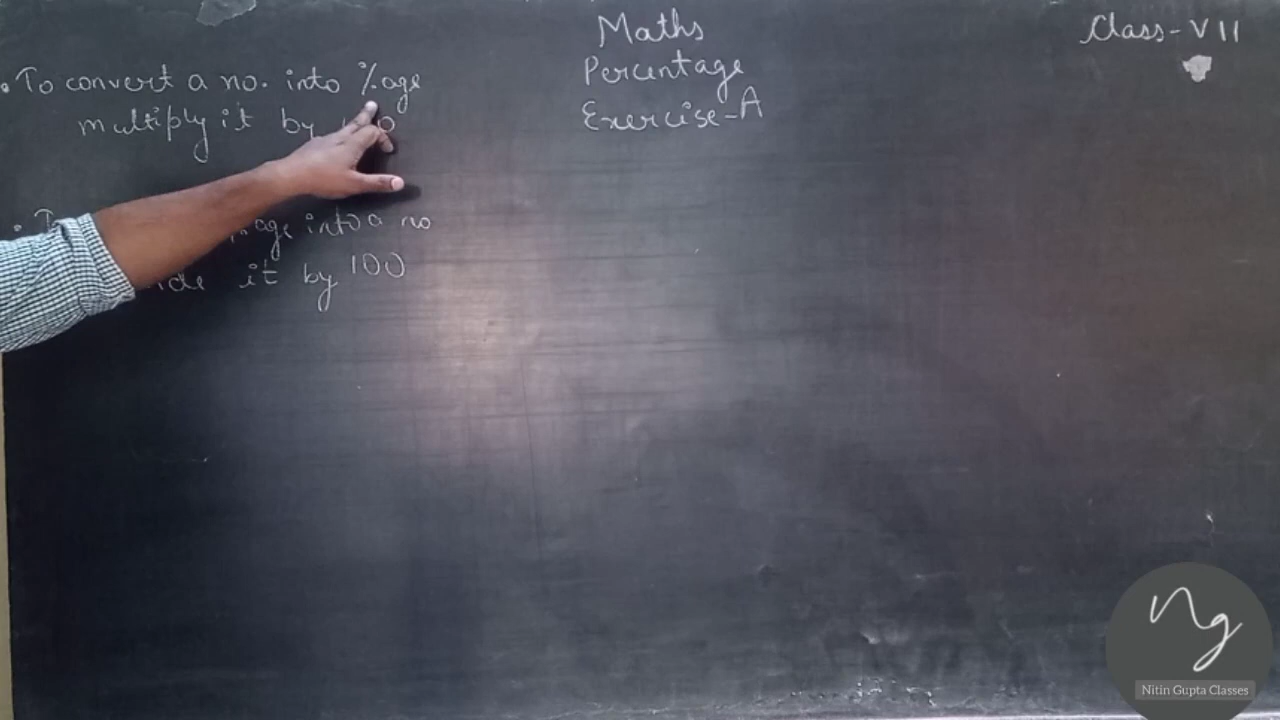 Maths
Class-VII
Percentage
Exercise-A
• To convert a no. into %age
multiply it by
• age into a no
it by 100
Ng
Nitin Gupta Classes